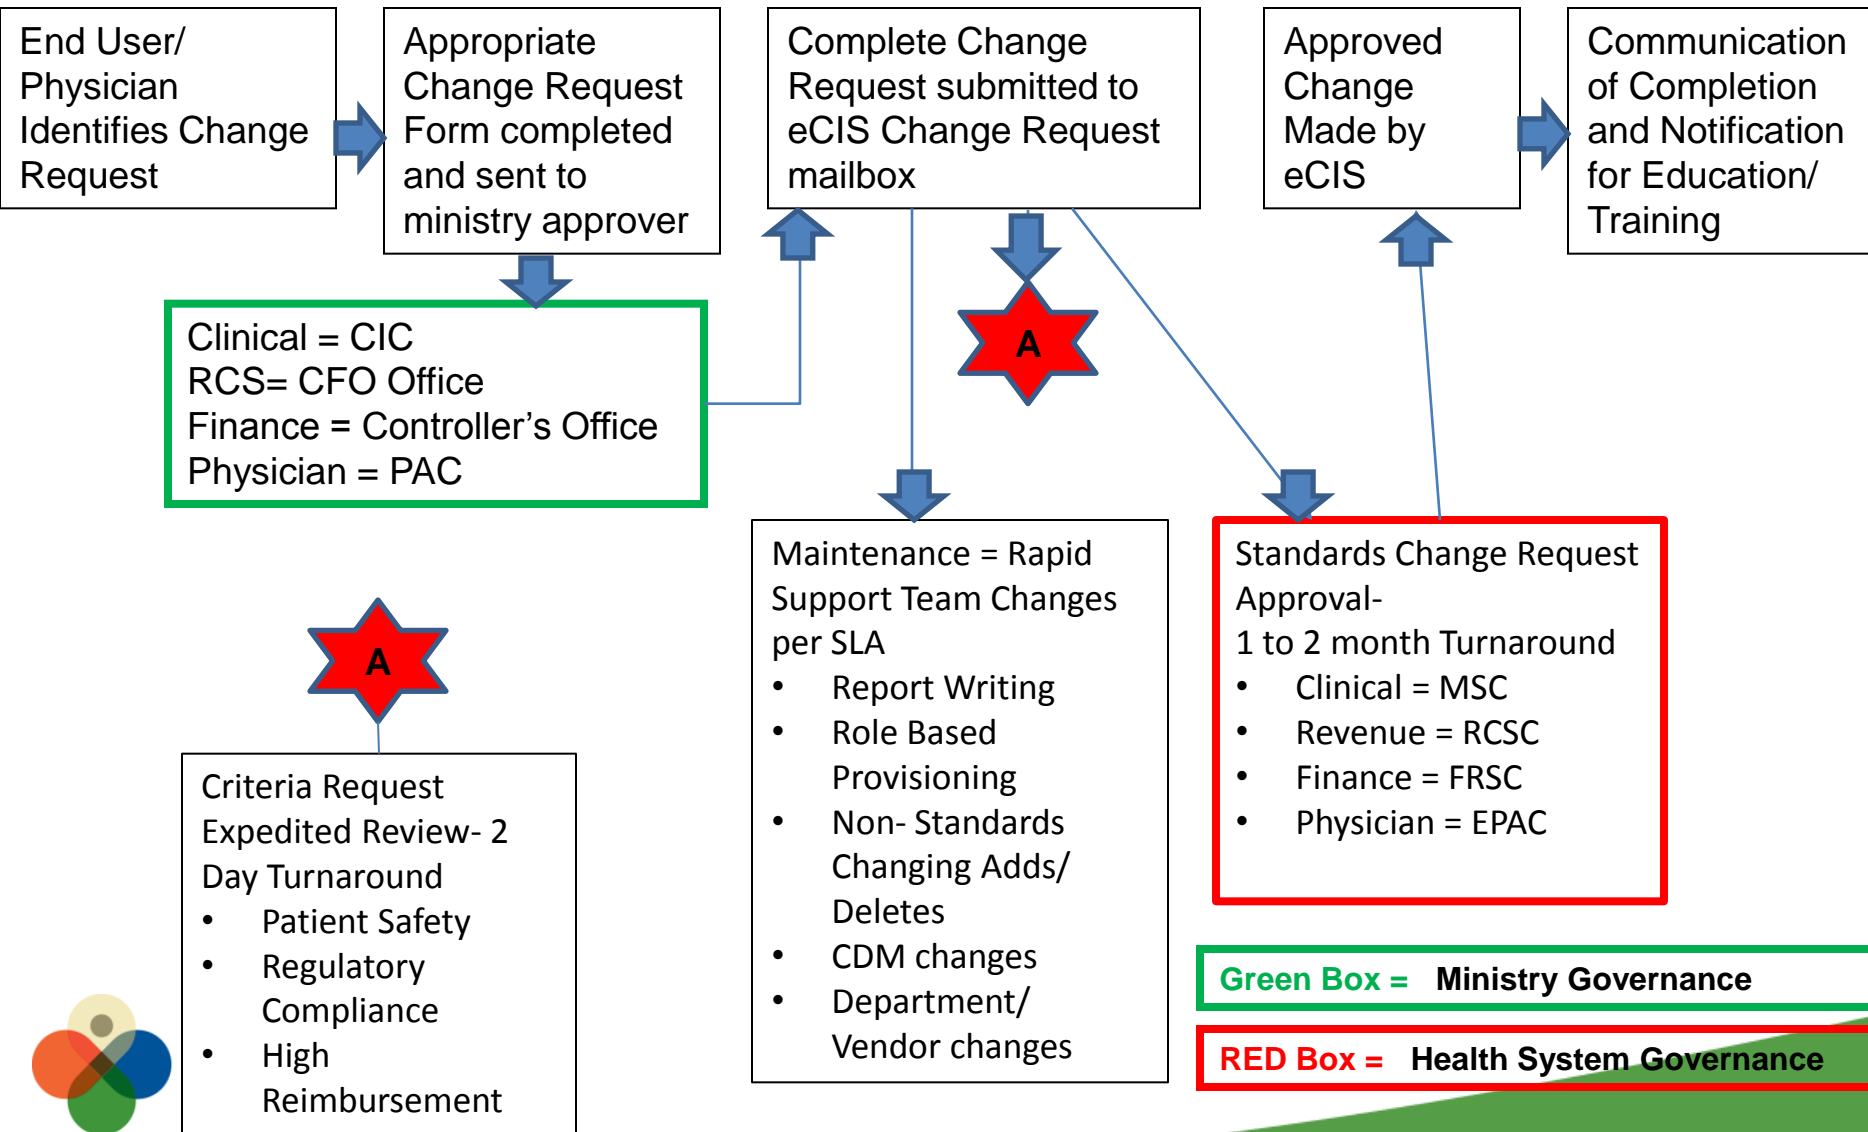 End User/
Physician
Identifies Change
Request
Appropriate
Change Request
Form completed
and sent to
ministry approver
Complete Change
Request submitted to
eCIS Change Request
mailbox
Approved
Change
Made by
eCIS
Communication
of Completion
and Notification
for Education/
Training
Clinical = CIC
RCS= CFO Office
Finance = Controller’s Office
Physician = PAC
A
A
Criteria Request
Expedited Review- 2
Day Turnaround
• Patient Safety
• Regulatory
Compliance
• High
Reimbursement
Maintenance = Rapid
Support Team Changes
per SLA
• Report Writing
• Role Based
Provisioning
• Non- Standards
Changing Adds/
Deletes
• CDM changes
• Department/
Vendor changes
Standards Change Request
Approval-
1 to 2 month Turnaround
• Clinical = MSC
• Revenue = RCSC
• Finance = FRSC
• Physician = EPAC
Green Box = Ministry Governance
RED Box = Health System Governance